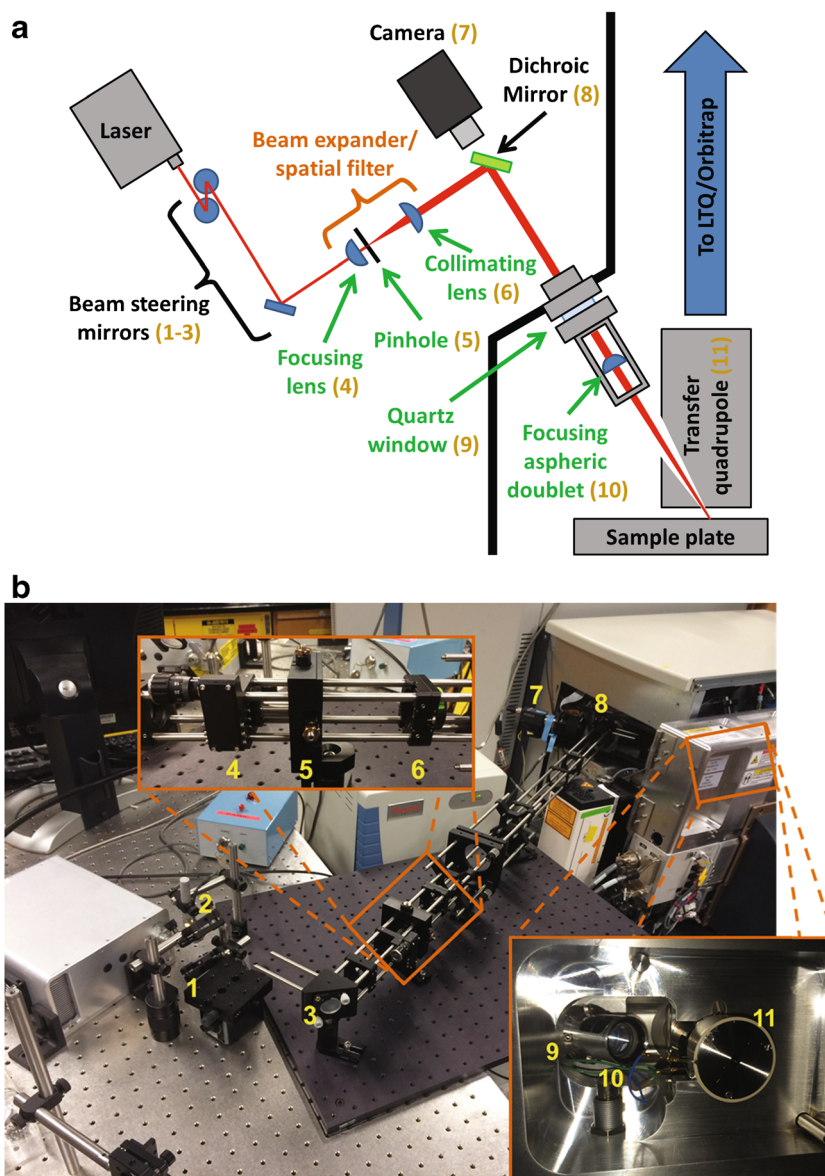 a
Camera (7)
Dichroic
Mirror (8)
Laser
Beam expander/
spatial filter
To LTQ/Orbitrap
Collimating
lens (6)
Beam steering
mirrors (1-3)
Pinhole (5)
Focusing
lens (4)
Quartz
window (9)
Focusing
aspheric
doublet (10)
Transfer
quadrupole (11)
Sample plate
b
4
5
6
7
8
2
1
3
9
10
11